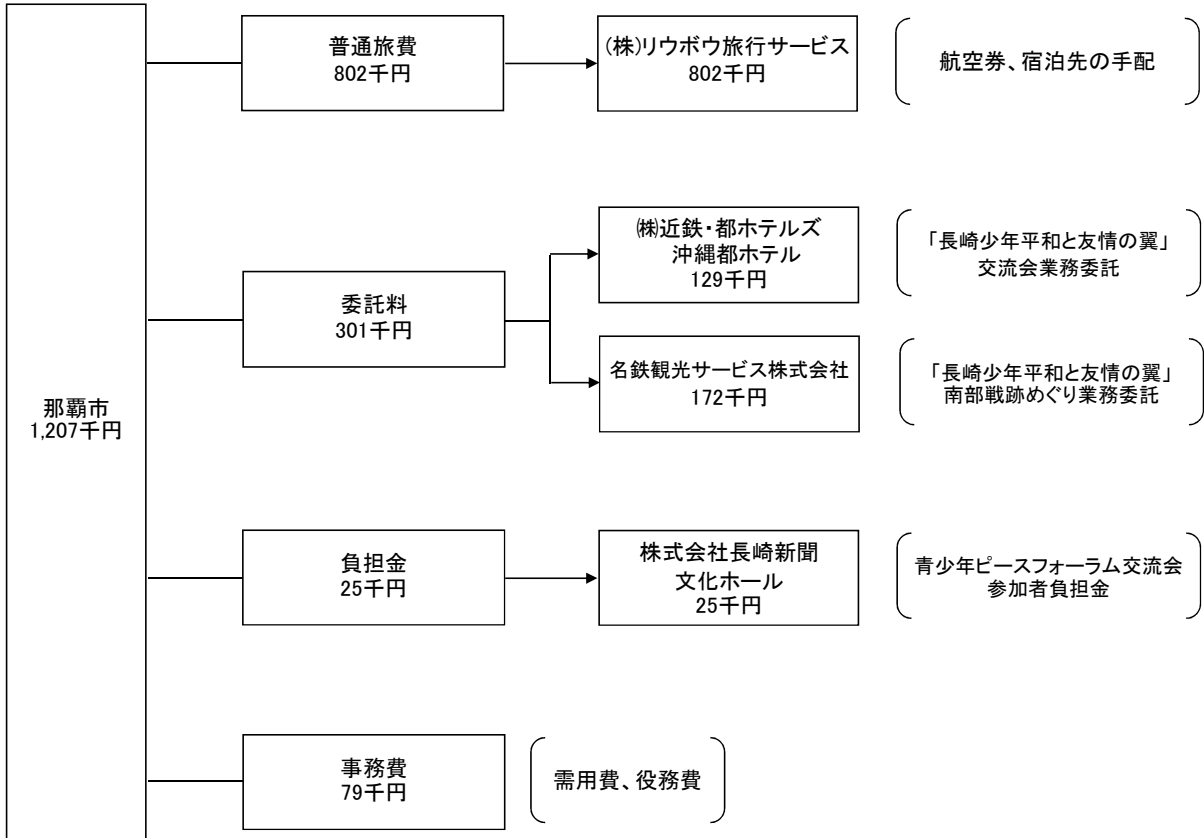 那覇市
1,207千円
普通旅費
802千円
(株)リウボウ旅行サービス
802千円
航空券、宿泊先の手配
委託料
301千円
㈱近鉄・都ホテルズ
沖縄都ホテル
129千円
「長崎少年平和と友情の翼」
交流会業務委託
名鉄観光サービス株式会社
172千円
「長崎少年平和と友情の翼」
南部戦跡めぐり業務委託
負担金
25千円
株式会社長崎新聞
文化ホール
25千円
青少年ピースフォーラム交流会
参加者負担金
事務費
79千円
需用費、役務費